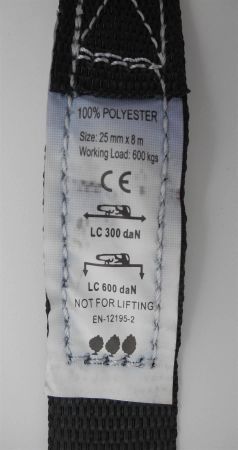 100% POLYESTER
Size: 25 mm x 8 m
Working Load: 600 kgs
CE
LC 300 daN
LC 600 daN
NOT FOR LIFTING
EN-12195-2